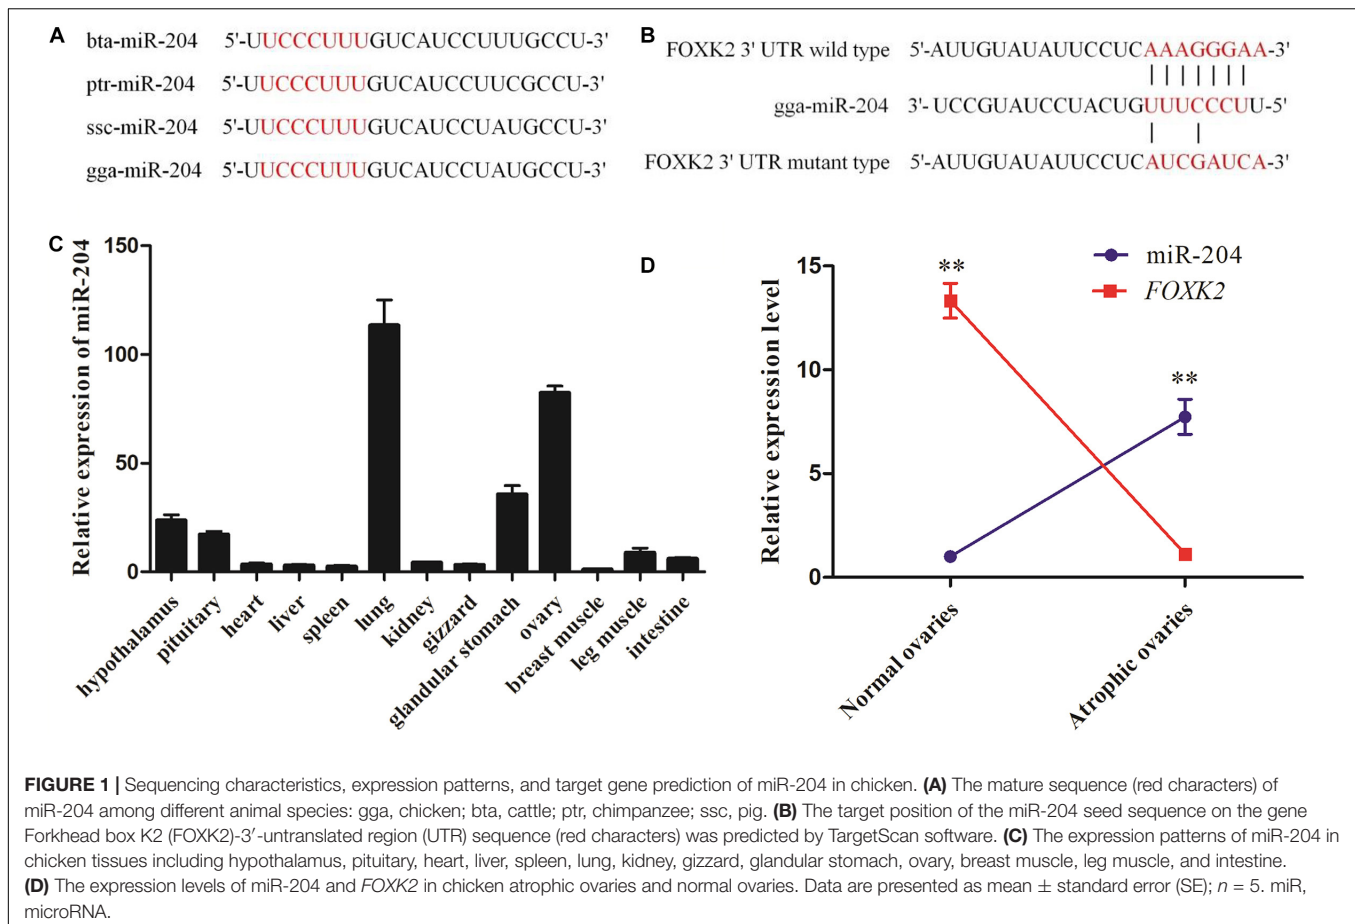 A
bta-miR-204 5'-UUCCCUUUGUCAUCCUUUGCCU-3'
ptr-miR-204 5'-UUCCCUUUGUCAUCCUUCGCCU-3'
ssc-miR-204 5'-UUCCCUUUGUCAUCCUAUGCCU-3'
gga-miR-204 5'-UUCCCUUUGUCAUCCUAUGCCU-3'
B
FOXK2 3' UTR wild type 5'-AUUGUAUAUUCCUCAAAGGGAA-3'
gga-miR-204 3'- UCCGUAUCCUACUGUUUCCCUU-5'
FOXK2 3' UTR mutant type 5'-AUUGUAUAUUCCUCAUCGAUCA-3'
C
Relative expression of miR-204
150
100
50
0
hypothalamus
pituitary
heart
liver
spleen
lung
kidney
gizzard
glandular stomach
ovary
breast muscle
leg muscle
intestine
D
miR-204
FOXK2
Relative expression level
15
10
5
0
**
**
Normal ovaries
Atrophic ovaries
FIGURE 1 | Sequencing characteristics, expression patterns, and target gene prediction of miR-204 in chicken. (A) The mature sequence (red characters) of
miR-204 among different animal species: gga, chicken; bta, cattle; ptr, chimpanzee; ssc, pig. (B) The target position of the miR-204 seed sequence on the gene
Forkhead box K2 (FOXK2)-3′-untranslated region (UTR) sequence (red characters) was predicted by TargetScan software. (C) The expression patterns of miR-204 in
chicken tissues including hypothalamus, pituitary, heart, liver, spleen, lung, kidney, gizzard, glandular stomach, ovary, breast muscle, leg muscle, and intestine.
(D) The expression levels of miR-204 and FOXK2 in chicken atrophic ovaries and normal ovaries. Data are presented as mean ± standard error (SE); n = 5. miR,
microRNA.